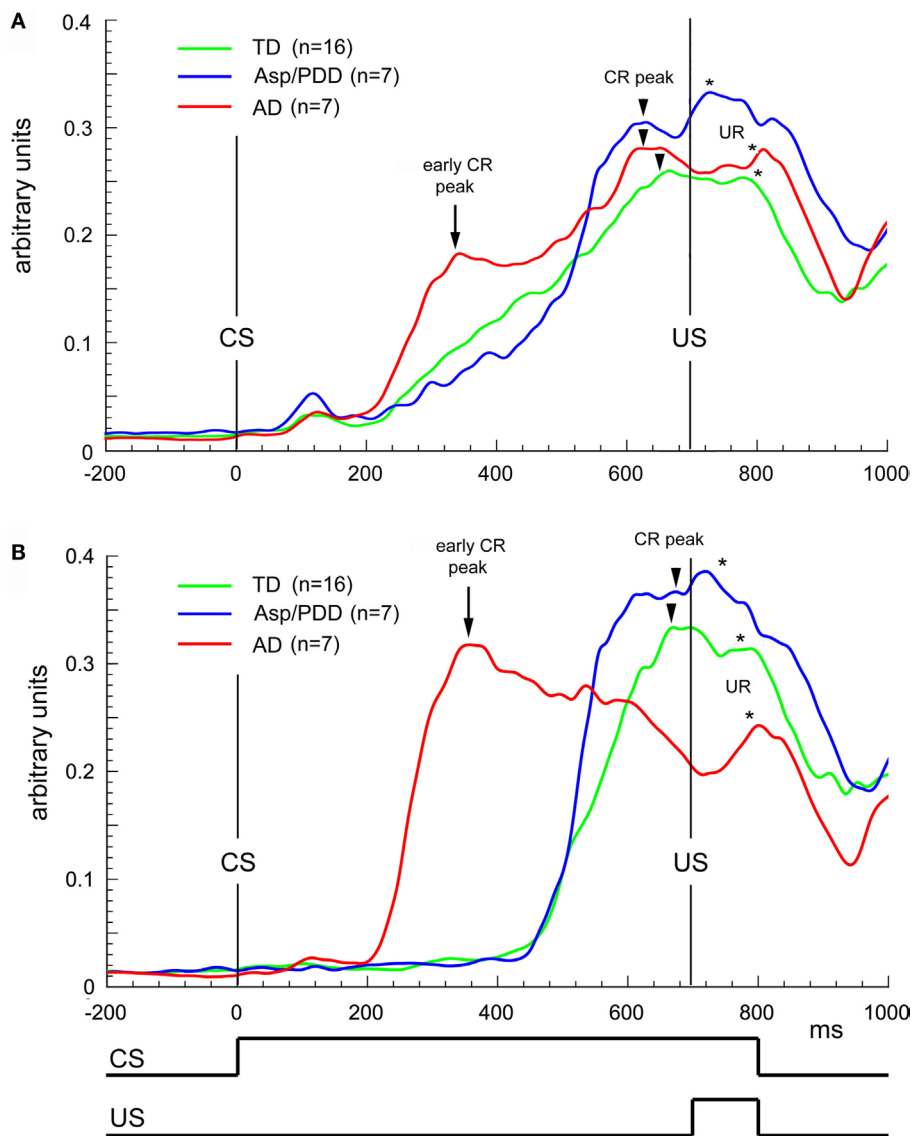 A
0.4
TD (n=16)
Asp/PDD (n=7)
AD (n=7)
CR peak
*
0.3
UR
*
*
early CR
peak
arbitrary units
0.2
CS
US
0.1
0
-200
0
200
400
600
800
1000
B
0.4
early CR
peak
CR peak
*
TD (n=16)
Asp/PDD (n=7)
AD (n=7)
*
0.3
UR
*
arbitrary units
0.2
CS
US
0.1
0
-200
0
200
400
600
800
1000
ms
CS
US